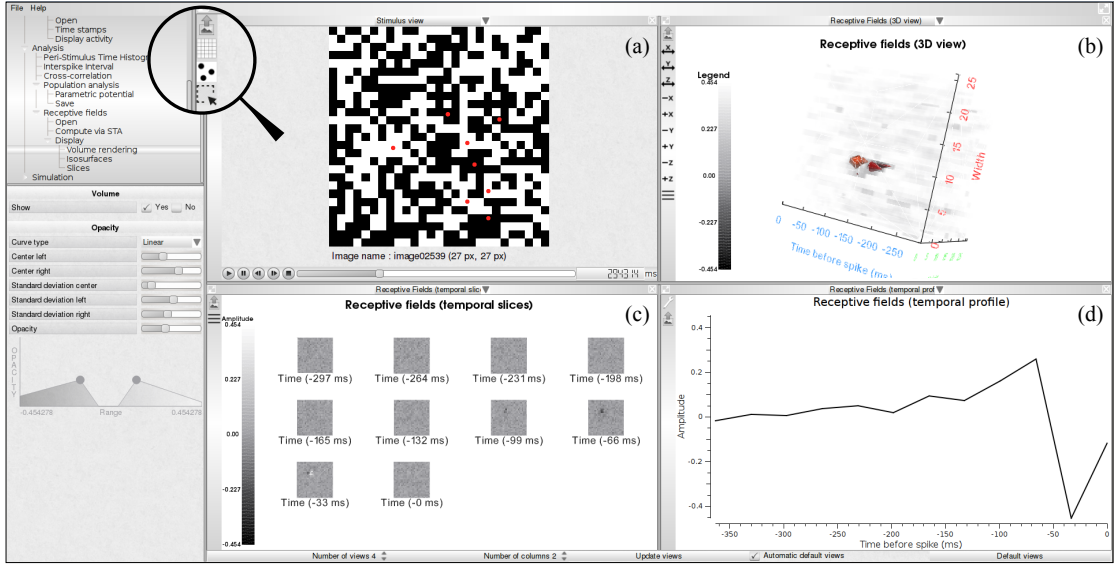 File Help
Open
Time stamps
Display activity
Analysis
Peri-Stimulus Time Histogr
Interspike Interval
Cross-correlation
Population analysis
Parametric potential
Save
Receptive fields
Open
Compute via STA
Display
Volume rendering
Isosurfaces
Slices
Simulation
Volume
Show Yes No
Opacity
Curve type Linear
Center left
Center right
Standard deviation center
Standard deviation left
Standard deviation right
Opacity
OPACITY
-0.454278 Range 0.454278
Stimulus view
(a)
Image name : image02539 (27 px, 27 px)
ms
Receptive Fields (3D view)
Receptive fields (3D view)
(b)
X
Y
Z
-X
+X
-Y
+Y
-Z
+Z
Legend
0.454
0.227
0.00
-0.227
-0.454
0 -50 -100 -150 -200 -250
Time before spike (ms)
0 5 10 15 20 25
Width
Receptive Fields (temporal slic
Receptive fields (temporal slices)
(c)
Amplitude
0.454
0.227
0.00
-0.227
-0.454
Time (-297 ms) Time (-264 ms) Time (-231 ms) Time (-198 ms)
Time (-165 ms) Time (-132 ms) Time (-99 ms) Time (-66 ms)
Time (-33 ms) Time (-0 ms)
Receptive Fields (temporal prof
Receptive fields (temporal profile)
(d)
Amplitude
0.4
0.2
0
-0.2
-0.4
-350 -300 -250 -200 -150 -100 -50 0
Time before spike (ms)
Number of views 4 Number of columns 2 Update views Automatic default views Default views